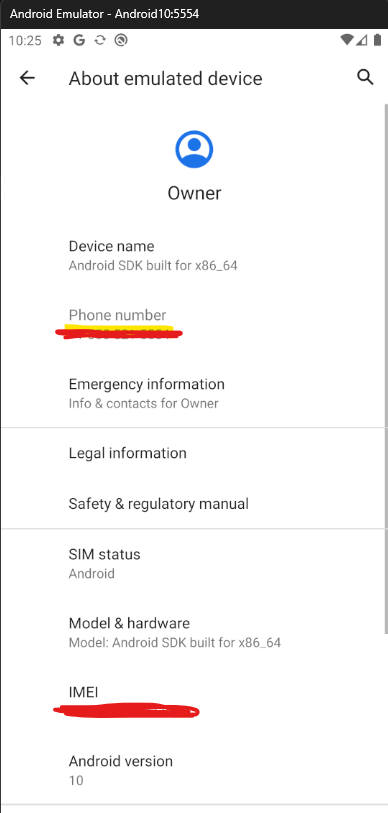 Android Emulator - Android10:5554
10:25
About emulated device
Owner
Device name
Android SDK built for x86_64
Phone number
Emergency information
Info & contacts for Owner
Legal information
Safety & regulatory manual
SIM status
Android
Model & hardware
Model: Android SDK built for x86_64
IMEI
Android version
10